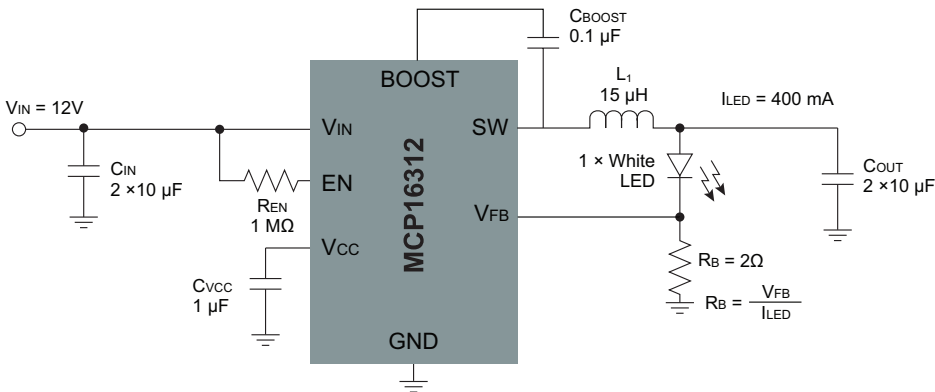 CBOOST
0.1 µF
BOOST
L1
15 µH
ILED = 400 mA
VIN = 12V
VIN
SW
CIN
2 ×10 µF
EN
REN
1 MΩ
1 × White
LED
COUT
2 ×10 µF
MCP16312
VFB
VCC
CVCC
1 µF
RB = 2Ω
RB = VFB
ILED
GND